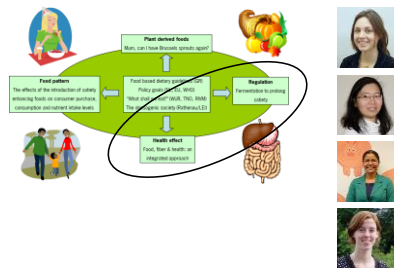 Plant derived foods
Mum, can I have Brussels sprouts again?
Food pattern
The effects of the introduction of satiety
enhancing foods on consumer purchase,
consumption and nutrient intake levels
Food based dietary guidelines (GR)
Policy goals (NL, EU, WHO)
"What shall we eat?" (WUR, TNO, RIVM)
The obesogenic society (Rathenau/LEI)
Regulation
Fermentation to prolong
satiety
Health effect
Food, fiber & health: an
integrated approach